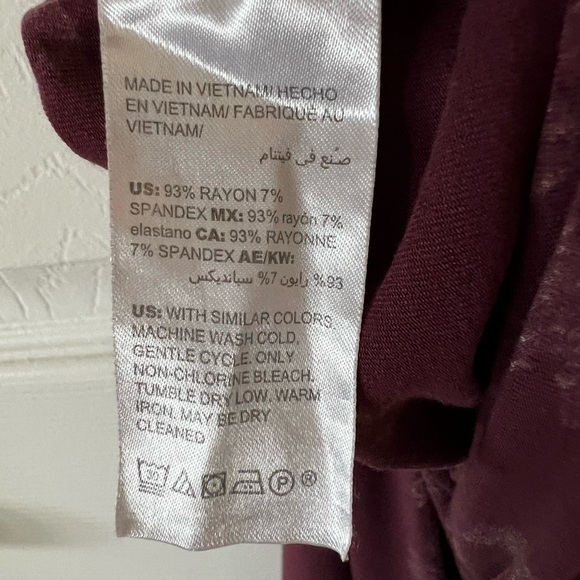 MADE IN VIETNAM/ HECHO
EN VIETNAM/ FABRIQUÉ AU
VIETNAM/
صنع في فيتنام
US: 93% RAYON 7%
SPANDEX MX: 93% rayón 7%
elastano CA: 93% RAYONNE
7% SPANDEX AE/KW:
93% رايون 7% سبانديكس
US: WITH SIMILAR COLORS.
MACHINE WASH COLD.
GENTLE CYCLE. ONLY
NON-CHLORINE BLEACH.
TUMBLE DRY LOW. WARM
IRON. MAY BE DRY
CLEANED
30 P ®